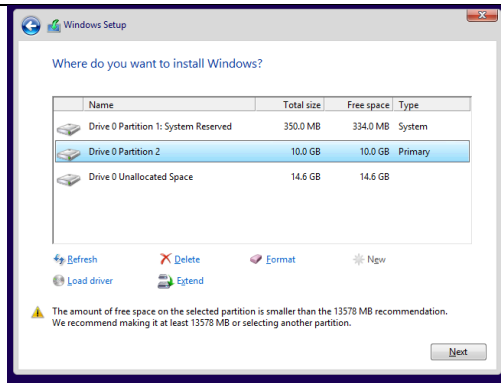 Windows Setup
Where do you want to install Windows?
Name Total size Free space Type
Drive 0 Partition 1: System Reserved 350.0 MB 334.0 MB System
Drive 0 Partition 2 10.0 GB 10.0 GB Primary
Drive 0 Unallocated Space 14.6 GB 14.6 GB
Refresh Delete Format New
Load driver Extend
The amount of free space on the selected partition is smaller than the 13578 MB recommendation.
We recommend making it at least 13578 MB or selecting another partition.
Next